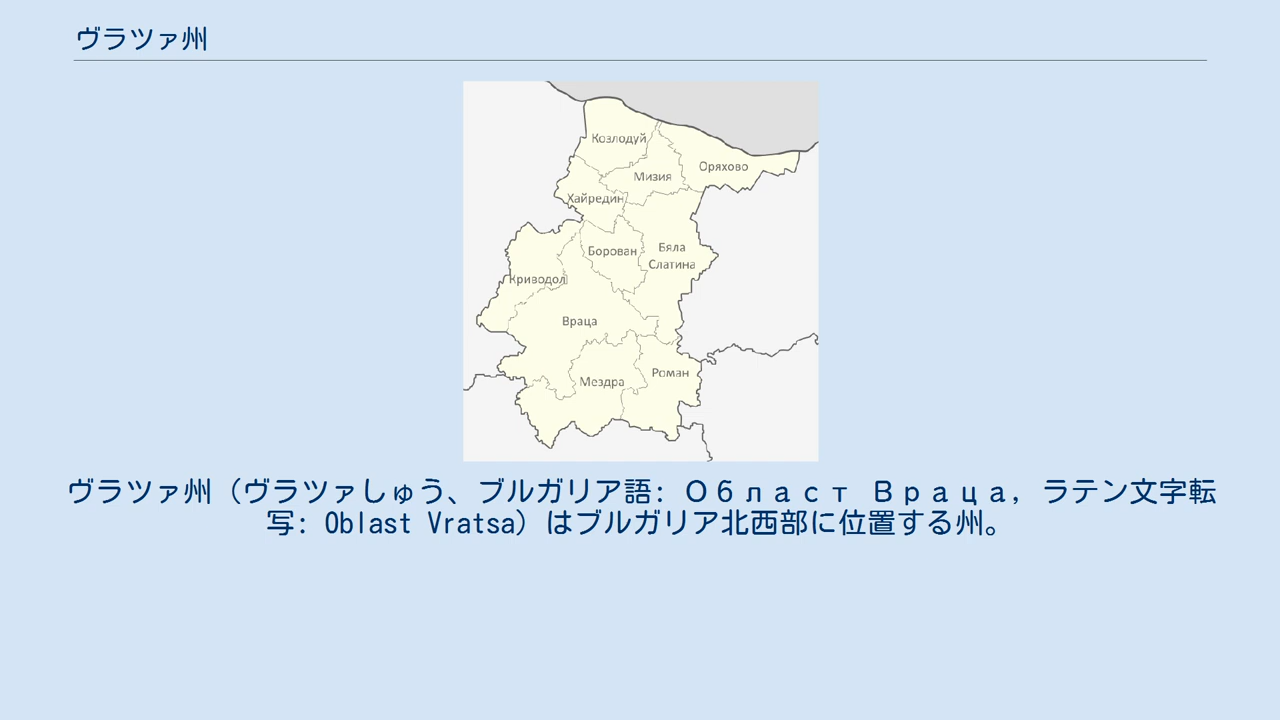 ヴラツァ州
Козлодуй
Оряхово
Мизия
Хайредин
Борован
Бяла
Слатина
Криводол
Враца
Роман
Мездра
ヴラツァ州（ヴラツァしゅう、ブルガリア語: Област Враца, ラテン文字転
写: Oblast Vratsa）はブルガリア北西部に位置する州。